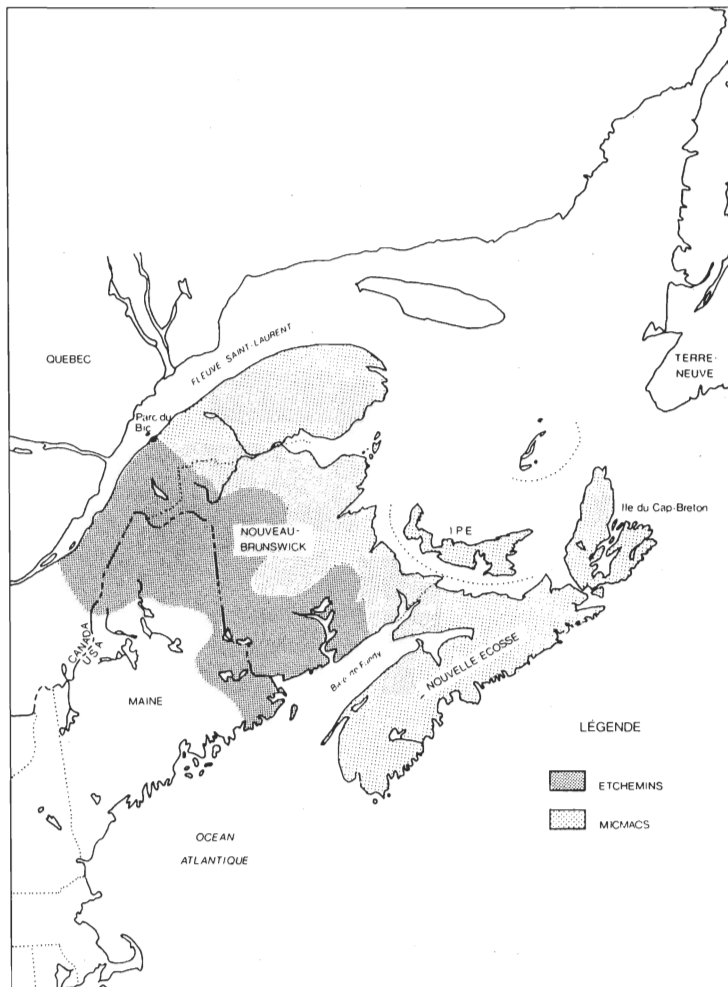 QUÉBEC
FLEUVE SAINT-LAURENT
TERRE-
NEUVE
Parc du
Bic
Ile du Cap-Breton
IPE
NOUVEAU-
BRUNSWICK
CANADA
USA
Baie de Fundy
NOUVELLE ECOSSE
MAINE
LÉGENDE
ETCHEMINS
MICMACS
OCEAN
ATLANTIQUE